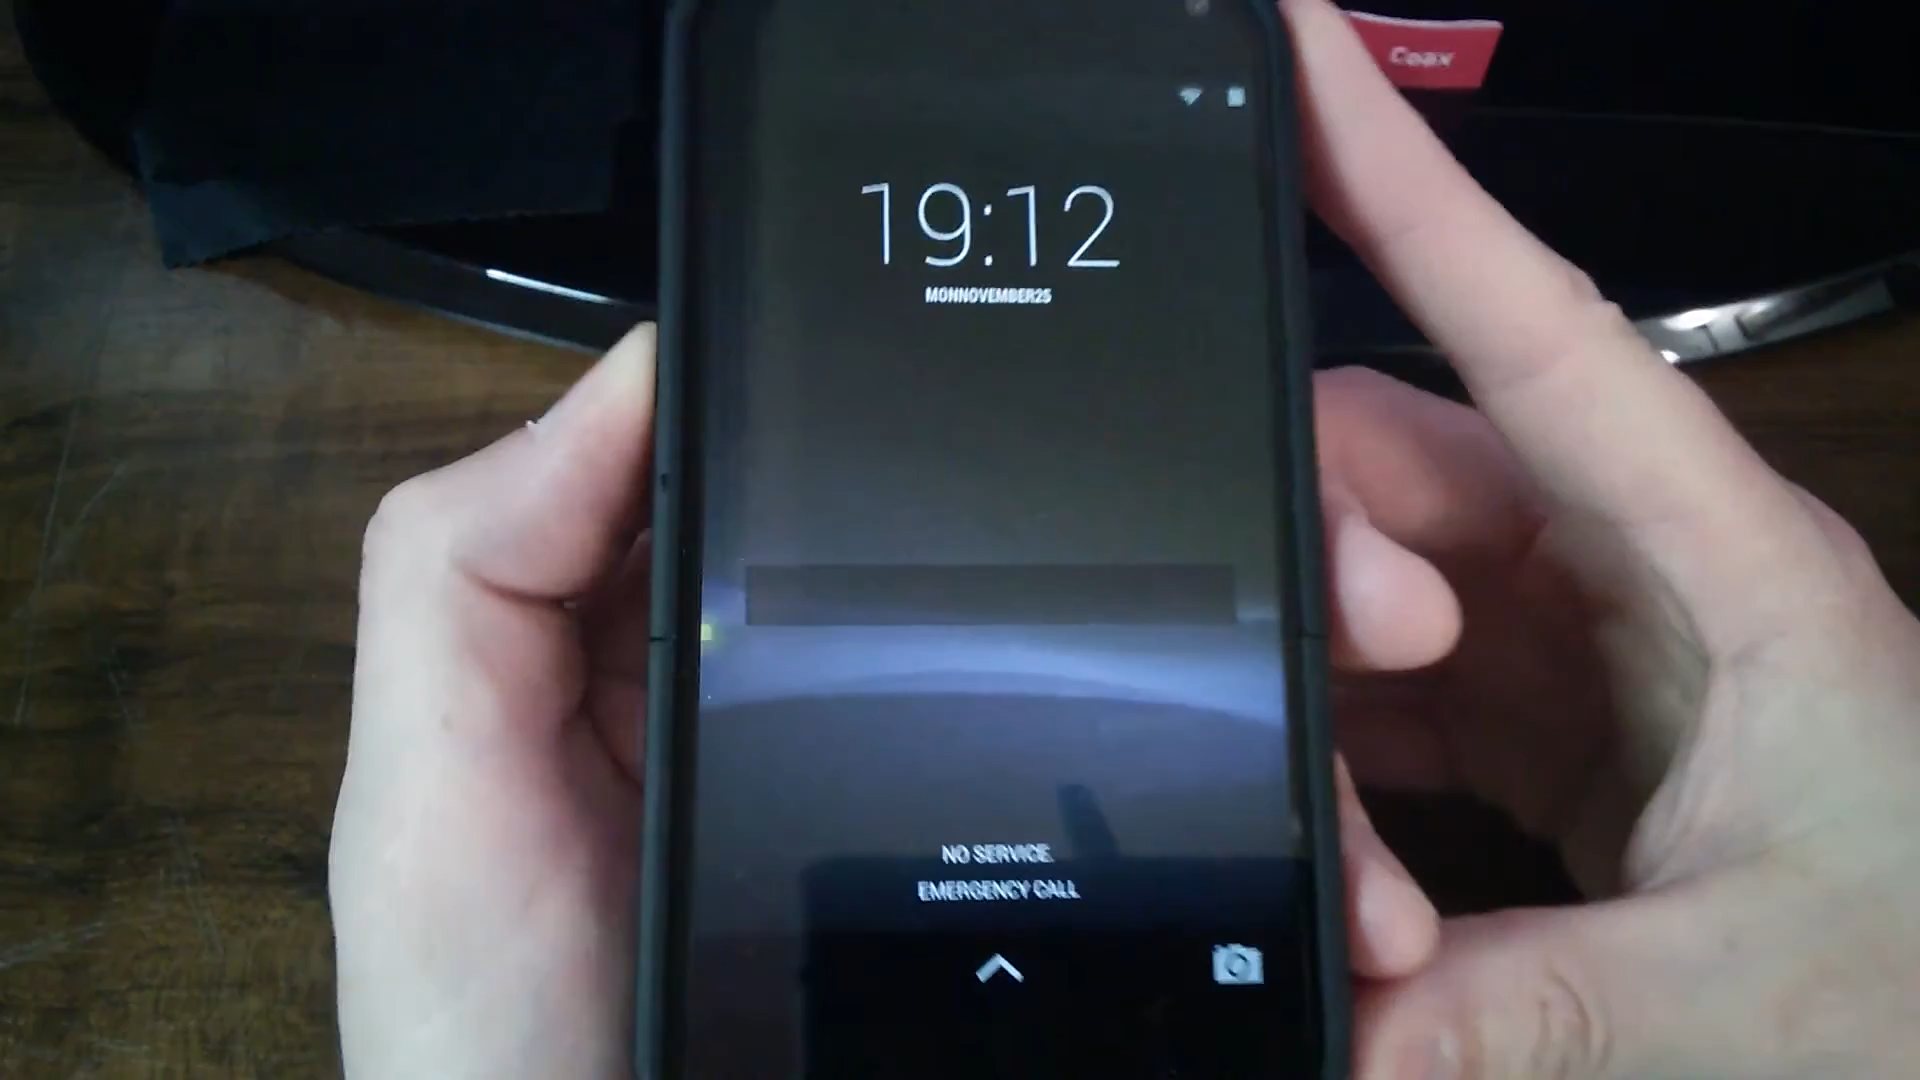 Coax
19:12
MONNOVEMBER25
NO SERVICE.
EMERGENCY CALL